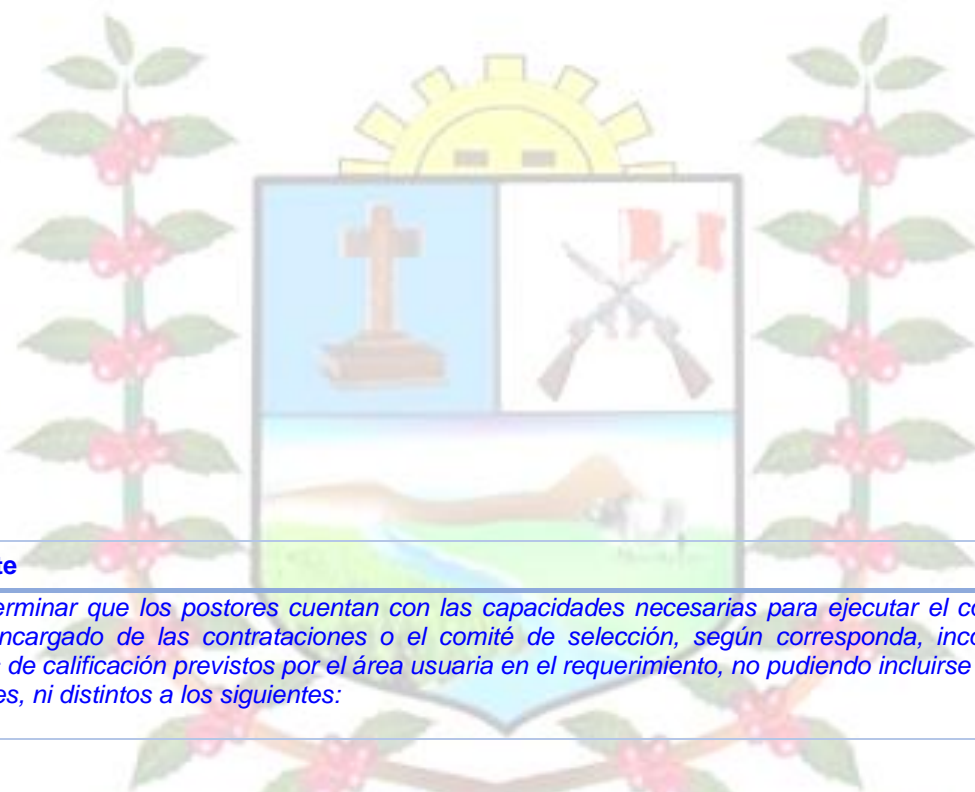 te
erminar que los postores cuentan con las capacidades necesarias para ejecutar el co
ncargado de las contrataciones o el comité de selección, según corresponda, inco
de calificación previstos por el área usuaria en el requerimiento, no pudiendo incluirse
es, ni distintos a los siguientes: